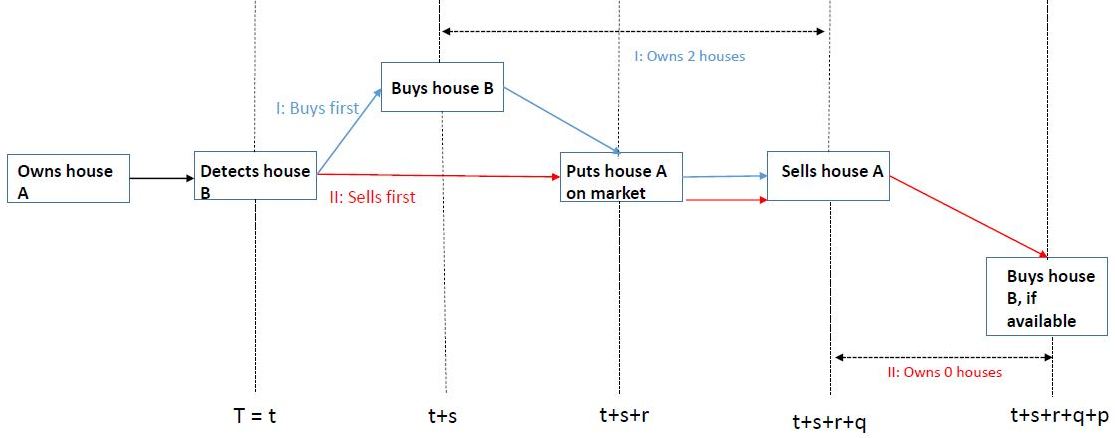 I: Owns 2 houses
Buys house B
I: Buys first
Owns house
A
Detects house
B
II: Sells first
Puts house A
on market
Sells house A
Buys house
B, if
available
II: Owns 0 houses
T = t
t+s
t+s+r
t+s+r+q
t+s+r+q+p